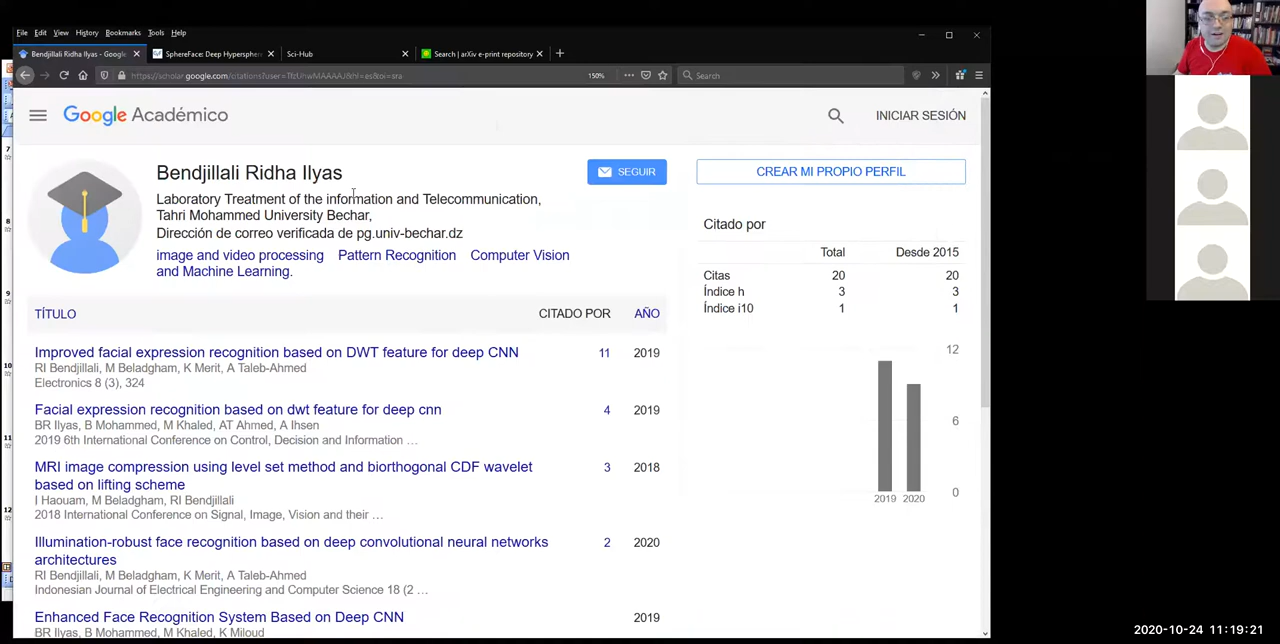 File Edit View History Bookmarks Tools Help
Bendjillali Ridha Ilyas - Google
SphereFace: Deep Hypersphere
Sci-Hub
Search | arXiv e-print repository
150%
Search
Google Académico
INICIAR SESIÓN
Bendjillali Ridha Ilyas
SEGUIR
Laboratory Treatment of the information and Telecommunication,
Tahri Mohammed University Bechar,
Dirección de correo verificada de pg.univ-bechar.dz
image and video processing Pattern Recognition Computer Vision
and Machine Learning.
CREAR MI PROPIO PERFIL
Citado por
Total Desde 2015
Citas 20 20
Índice h 3 3
Índice i10 1 1
12
6
0
2019 2020
TÍTULO CITADO POR AÑO
Improved facial expression recognition based on DWT feature for deep CNN 11 2019
RI Bendjillali, M Beladgham, K Merit, A Taleb-Ahmed
Electronics 8 (3), 324
Facial expression recognition based on dwt feature for deep cnn 4 2019
BR Ilyas, B Mohammed, M Khaled, AT Ahmed, A Ihsen
2019 6th International Conference on Control, Decision and Information …
MRI image compression using level set method and biorthogonal CDF wavelet 3 2018
based on lifting scheme
I Haouam, M Beladgham, RI Bendjillali
2018 International Conference on Signal, Image, Vision and their …
Illumination-robust face recognition based on deep convolutional neural networks 2 2020
architectures
RI Bendjillali, M Beladgham, K Merit, A Taleb-Ahmed
Indonesian Journal of Electrical Engineering and Computer Science 18 (2 …
Enhanced Face Recognition System Based on Deep CNN 2019
BR Ilyas, B Mohammed, M Khaled, K Miloud
7
8
9
10
11
12
2020-10-24 11:19:21